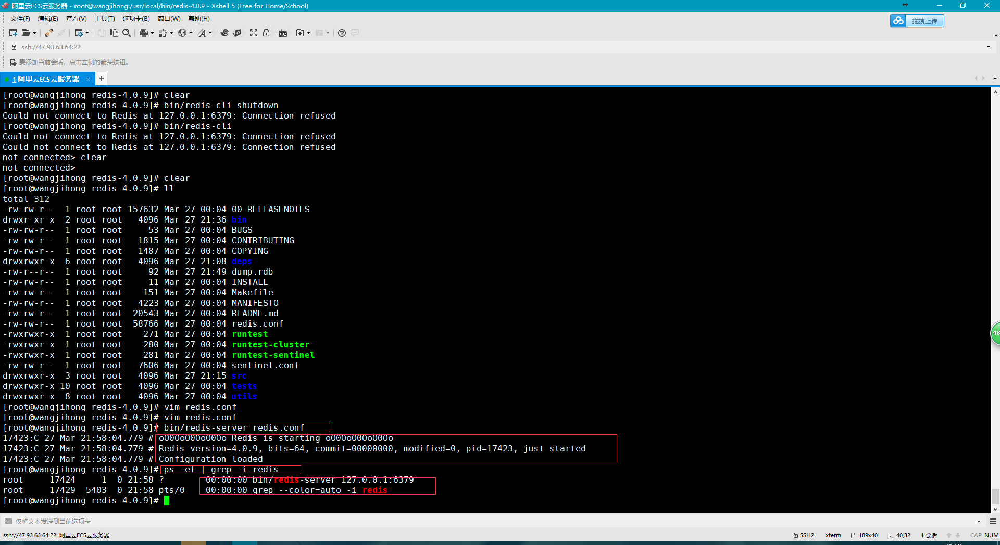 阿里云ECS云服务器 - root@wangjihong:/usr/local/bin/redis-4.0.9 - Xshell 5 (Free for Home/School)
文件(F) 编辑(E) 查看(V) 工具(T) 选项卡(B) 窗口(W) 帮助(H)
拖拽上传
ssh://47.93.63.64:22
要添加当前会话，点击左侧的箭头按钮。
1 阿里云ECS云服务器 × +
[root@wangjihong redis-4.0.9]# clear
[root@wangjihong redis-4.0.9]# bin/redis-cli shutdown
Could not connect to Redis at 127.0.0.1:6379: Connection refused
[root@wangjihong redis-4.0.9]# bin/redis-cli
Could not connect to Redis at 127.0.0.1:6379: Connection refused
Could not connect to Redis at 127.0.0.1:6379: Connection refused
not connected> clear
not connected>
[root@wangjihong redis-4.0.9]# clear
[root@wangjihong redis-4.0.9]# ll
total 312
-rw-rw-r--  1 root root 157632 Mar 27 00:04 00-RELEASENOTES
drwxr-xr-x  2 root root   4096 Mar 27 21:36 bin
-rw-rw-r--  1 root root     53 Mar 27 00:04 BUGS
-rw-rw-r--  1 root root   1815 Mar 27 00:04 CONTRIBUTING
-rw-rw-r--  1 root root   1487 Mar 27 00:04 COPYING
drwxrwxr-x  6 root root   4096 Mar 27 21:08 deps
-rw-r--r--  1 root root     92 Mar 27 21:49 dump.rdb
-rw-rw-r--  1 root root     11 Mar 27 00:04 INSTALL
-rw-rw-r--  1 root root    151 Mar 27 00:04 Makefile
-rw-rw-r--  1 root root   4223 Mar 27 00:04 MANIFESTO
-rw-rw-r--  1 root root  20543 Mar 27 00:04 README.md
-rw-rw-r--  1 root root  58766 Mar 27 00:04 redis.conf
-rwxrwxr-x  1 root root    271 Mar 27 00:04 runtest
-rwxrwxr-x  1 root root    280 Mar 27 00:04 runtest-cluster
-rwxrwxr-x  1 root root    281 Mar 27 00:04 runtest-sentinel
-rw-rw-r--  1 root root   7606 Mar 27 00:04 sentinel.conf
drwxrwxr-x  3 root root   4096 Mar 27 21:15 src
drwxrwxr-x 10 root root   4096 Mar 27 00:04 tests
drwxrwxr-x  8 root root   4096 Mar 27 00:04 utils
[root@wangjihong redis-4.0.9]# vim redis.conf
[root@wangjihong redis-4.0.9]# vim redis.conf
[root@wangjihong redis-4.0.9]# bin/redis-server redis.conf
17423:C 27 Mar 21:58:04.779 # oO0OoO0OoO0Oo Redis is starting oO0OoO0OoO0Oo
17423:C 27 Mar 21:58:04.779 # Redis version=4.0.9, bits=64, commit=00000000, modified=0, pid=17423, just started
17423:C 27 Mar 21:58:04.779 # Configuration loaded
[root@wangjihong redis-4.0.9]# ps -ef | grep -i redis
root     17424     1  0 21:58 ?        00:00:00 bin/redis-server 127.0.0.1:6379
root     17429  5403  0 21:58 pts/0    00:00:00 grep --color=auto -i redis
[root@wangjihong redis-4.0.9]#
48
仅将文本发送到当前选项卡
ssh://47.93.63.64:22, 阿里云ECS云服务器 SSH2 xterm 189x40 40,32 1 会话 CAP NUM